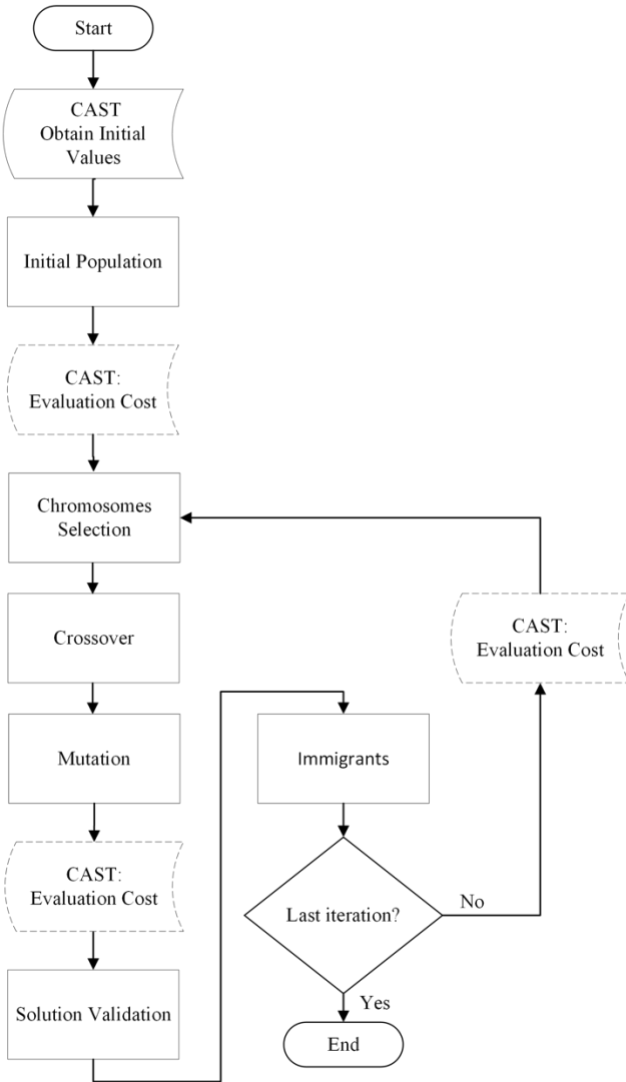 Start
CAST
Obtain Initial
Values
Initial Population
CAST:
Evaluation Cost
Chromosomes
Selection
Crossover
Mutation
CAST:
Evaluation Cost
Solution Validation
Immigrants
Last iteration?
No
Yes
End
CAST:
Evaluation Cost